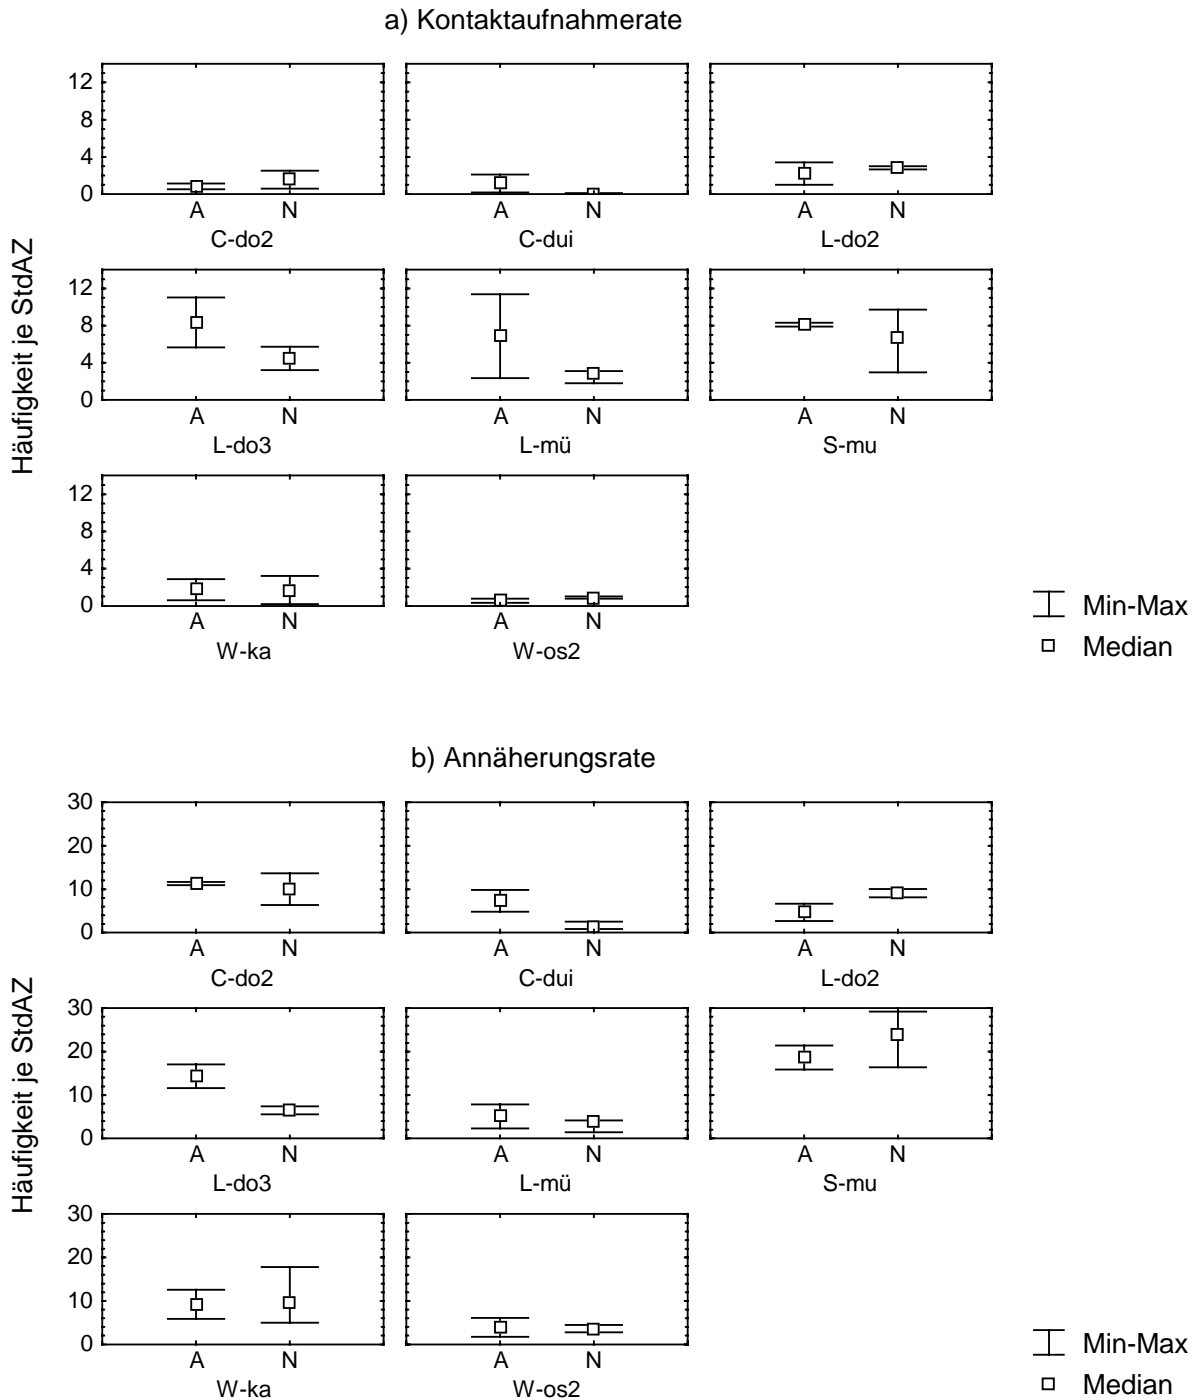 a) Kontaktaufnahmerate
12
8
4
0
A N A N A N
C-do2 C-dui L-do2
Häufigkeit je StdAZ
12
8
4
0
A N A N A N
L-do3 L-mü S-mu
12
8
4
0
A N A N
W-ka W-os2
Min-Max
Median
b) Annäherungsrate
30
20
10
0
A N A N A N
C-do2 C-dui L-do2
Häufigkeit je StdAZ
30
20
10
0
A N A N A N
L-do3 L-mü S-mu
30
20
10
0
A N A N
W-ka W-os2
Min-Max
Median